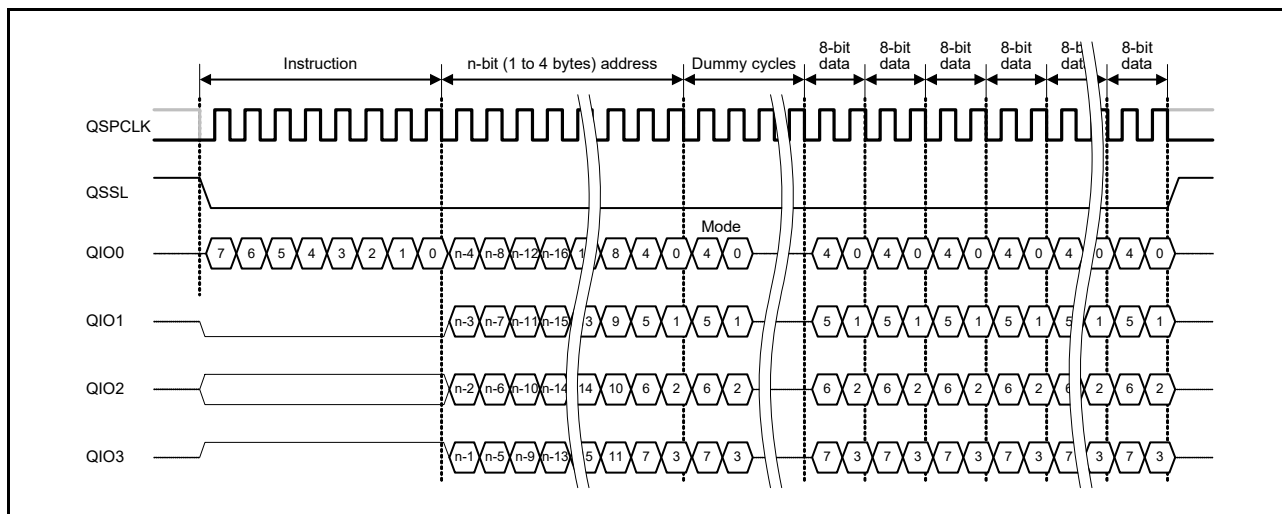 8-bit data 8-bit data 8-bit data 8-bit data 8-bit data
Instruction n-bit (1 to 4 bytes) address Dummy cycles
QSPCLK
QSSL
Mode
QIO0 7 6 5 4 3 2 1 0 n-4 n-8 n-12 n-16 8 4 0 4 0 4 0 4 0 4 0 4 0 4 0 4 0
QIO1 n-3 n-7 n-11 n-15 9 5 1 5 1 5 1 5 1 5 1 5 1 5 1 5 1
QIO2 n-2 n-6 n-10 n-14 14 10 6 2 6 2 6 2 6 2 6 2 6 2 6 2 6 2
QIO3 n-1 n-5 n-9 n-13 11 7 3 7 3 7 3 7 3 7 3 7 3 7 3 7 3